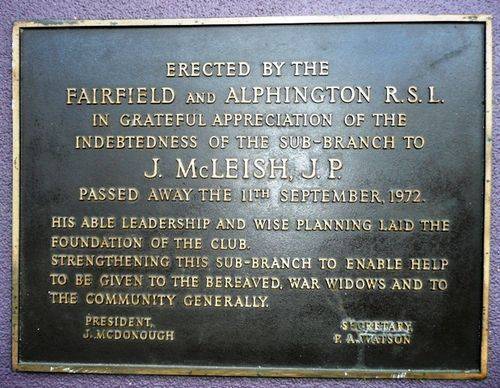 ERECTED BY THE
FAIRFIELD AND ALPHINGTON R.S.L.
IN GRATEFUL APPRECIATION OF THE
INDEBTEDNESS OF THE SUB-BRANCH TO
J. McLEISH, J.P.
PASSED AWAY THE 11TH SEPTEMBER, 1972.
HIS ABLE LEADERSHIP AND WISE PLANNING LAID THE
FOUNDATION OF THE CLUB.
STRENGTHENING THIS SUB-BRANCH TO ENABLE HELP
TO BE GIVEN TO THE BEREAVED, WAR WIDOWS AND TO
THE COMMUNITY GENERALLY.
PRESIDENT,
J. MCDONOUGH
SECRETARY,
P. A. WATSON